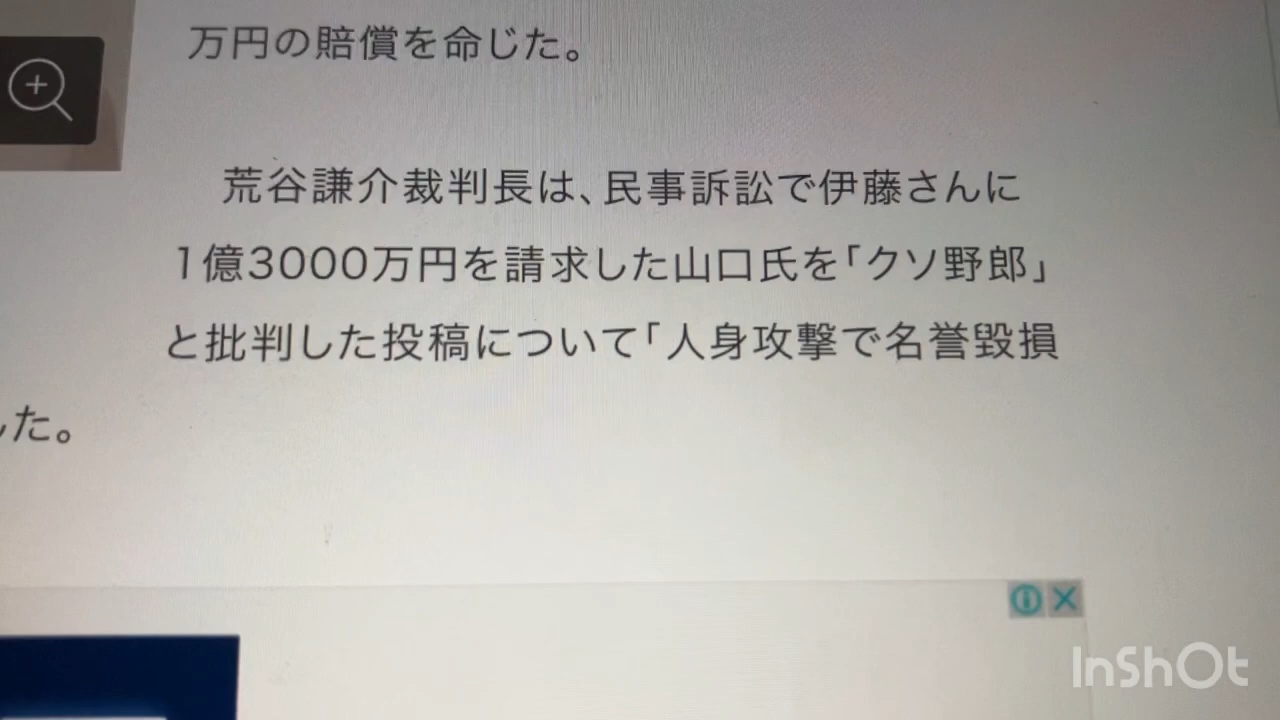 万円の賠償を命じた。
荒谷謙介裁判長は、民事訴訟で伊藤さんに
1億3000万円を請求した山口氏を「クソ野郎」
と批判した投稿について「人身攻撃で名誉毀損
した。
InShOt